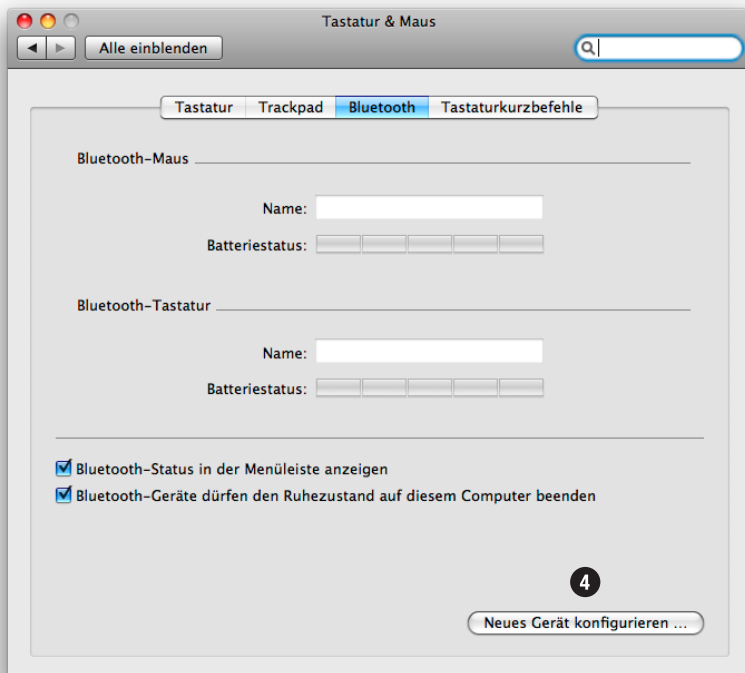 Tastatur & Maus
Alle einblenden
Tastatur Trackpad Bluetooth Tastaturkurzbefehle
Bluetooth-Maus
Name:
Batteriestatus:
Bluetooth-Tastatur
Name:
Batteriestatus:
Bluetooth-Status in der Menüleiste anzeigen
Bluetooth-Geräte dürfen den Ruhezustand auf diesem Computer beenden
4
Neues Gerät konfigurieren ...